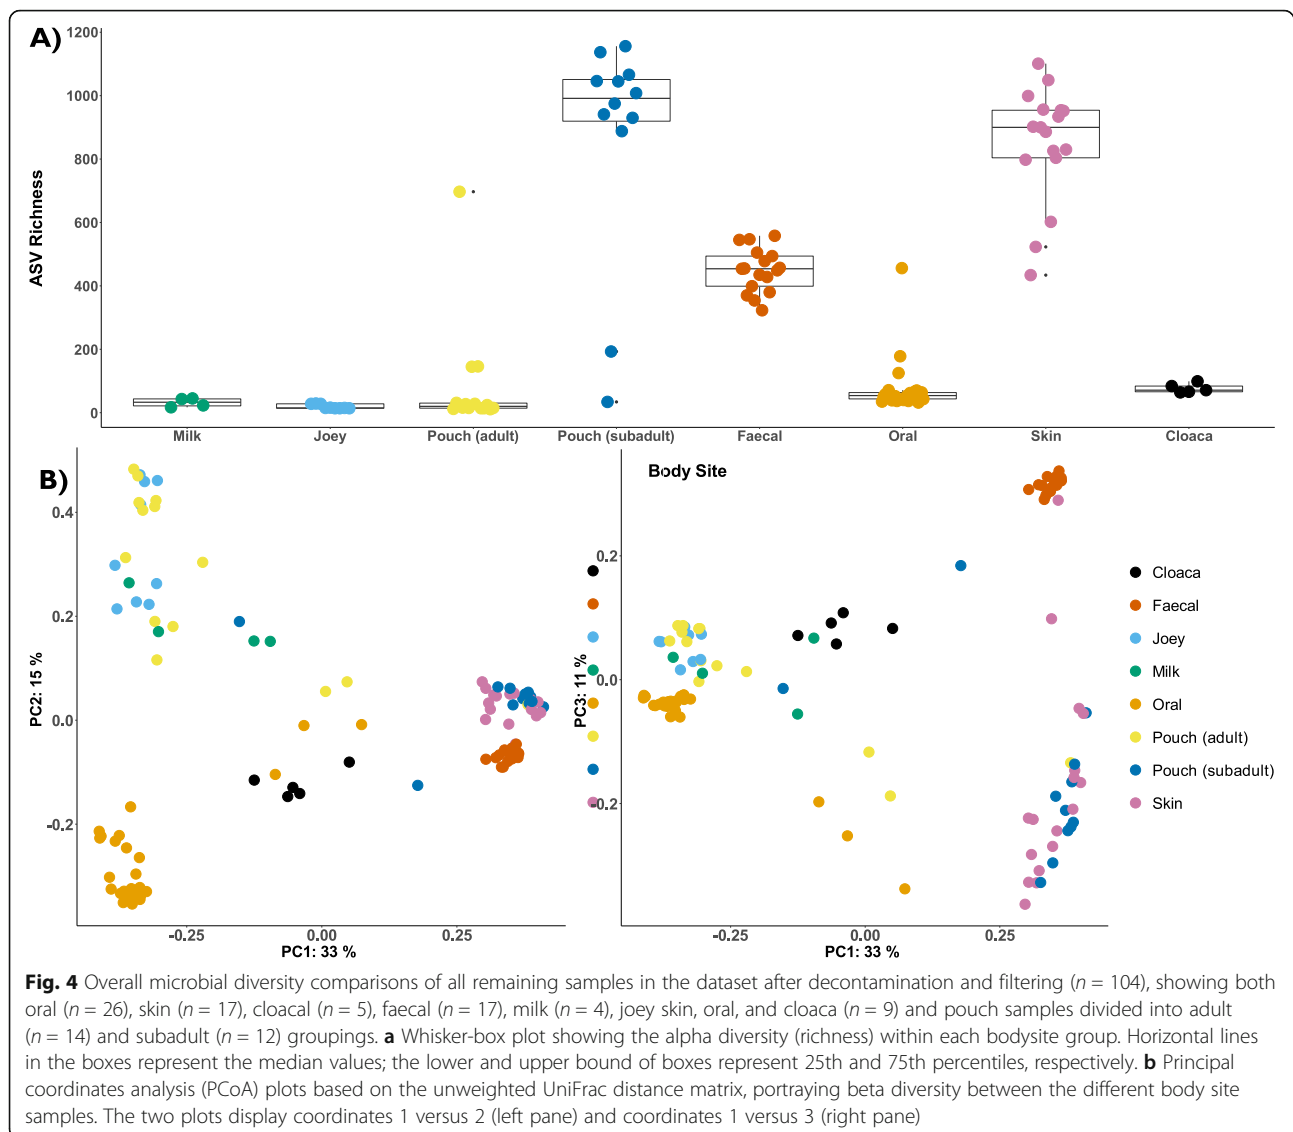 A)
1200
1000
800
600
400
200
0
ASV Richness
Milk Joey Pouch (adult) Pouch (subadult) Faecal Oral Skin Cloaca
B)
0.4
0.2
0.0
-0.2
PC2: 15 %
-0.25 0.00 0.25
PC1: 33 %
Body Site
0.2
0.0
-0.2
PC3: 11 %
-0.25 0.00 0.25
PC1: 33 %
Cloaca
Faecal
Joey
Milk
Oral
Pouch (adult)
Pouch (subadult)
Skin
Fig. 4 Overall microbial diversity comparisons of all remaining samples in the dataset after decontamination and filtering (n = 104), showing both
oral (n = 26), skin (n = 17), cloacal (n = 5), faecal (n = 17), milk (n = 4), joey skin, oral, and cloaca (n = 9) and pouch samples divided into adult
(n = 14) and subadult (n = 12) groupings. a Whisker-box plot showing the alpha diversity (richness) within each bodysite group. Horizontal lines
in the boxes represent the median values; the lower and upper bound of boxes represent 25th and 75th percentiles, respectively. b Principal
coordinates analysis (PCoA) plots based on the unweighted UniFrac distance matrix, portraying beta diversity between the different body site
samples. The two plots display coordinates 1 versus 2 (left pane) and coordinates 1 versus 3 (right pane)